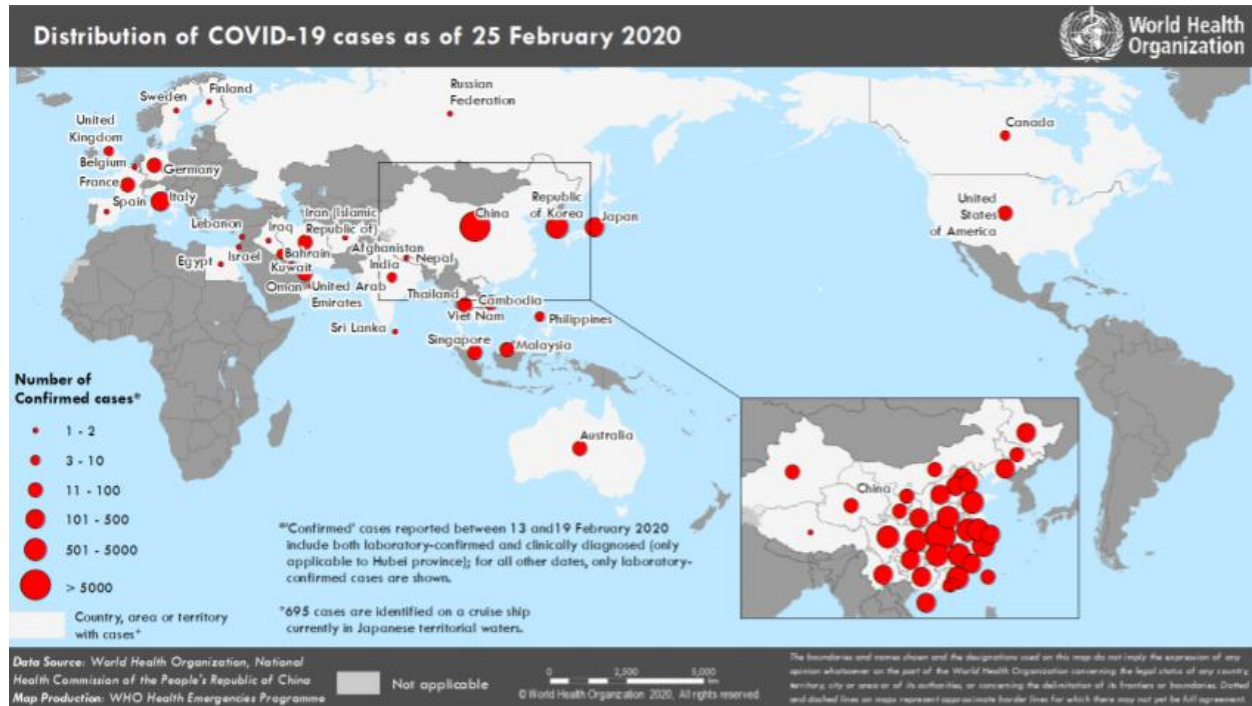 Distribution of COVID-19 cases as of 25 February 2020
World Health
Organization
Russian
Federation
Finland
Sweden
United
Kingdom
Belgium
Germany
France
Italy
Spain
Lebanon
Iraq
Iran (Islamic
Republic of)
Israel
Egypt
Bahrain
Kuwait
Afghanistan
Nepal
India
Oman
United Arab
Emirates
Sri Lanka
China
Republic
of Korea
Japan
Thailand
Cambodia
Viet Nam
Philippines
Singapore
Malaysia
Australia
Canada
United
States
of America
China
Number of
Confirmed cases*
1 - 2
3 - 10
11 - 100
101 - 500
501 - 5000
> 5000
Country, area or territory
with cases*
*'Confirmed' cases reported between 13 and19 February 2020
include both laboratory-confirmed and clinically diagnosed (only
applicable to Hubei province); for all other dates, only laboratory-
confirmed cases are shown.
*695 cases are identified on a cruise ship
currently in Japanese territorial waters.
Data Source: World Health Organization, National
Health Commission of the People's Republic of China
Map Production: WHO Health Emergencies Programme
Not applicable
0 2,500 5,000
km
© World Health Organization 2020. All rights reserved.
The boundaries and names shown and the designations used on this map do not imply the expression of any
opinion whatsoever on the part of the World Health Organization concerning the legal status of any country,
territory, city or area or of its authorities, or concerning the delimitation of its frontiers or boundaries. Dotted
and dashed lines on maps represent approximate border lines for which there may not yet be full agreement.